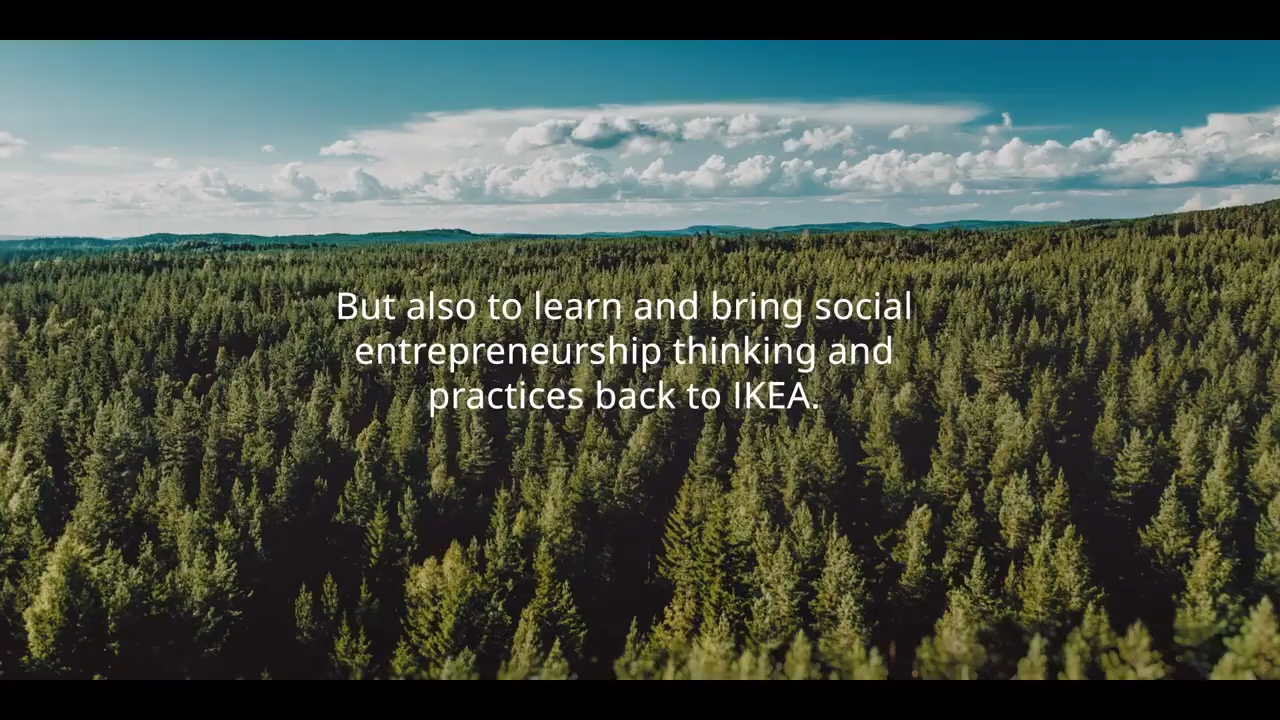 But also to learn and bring social
entrepreneurship thinking and
practices back to IKEA.